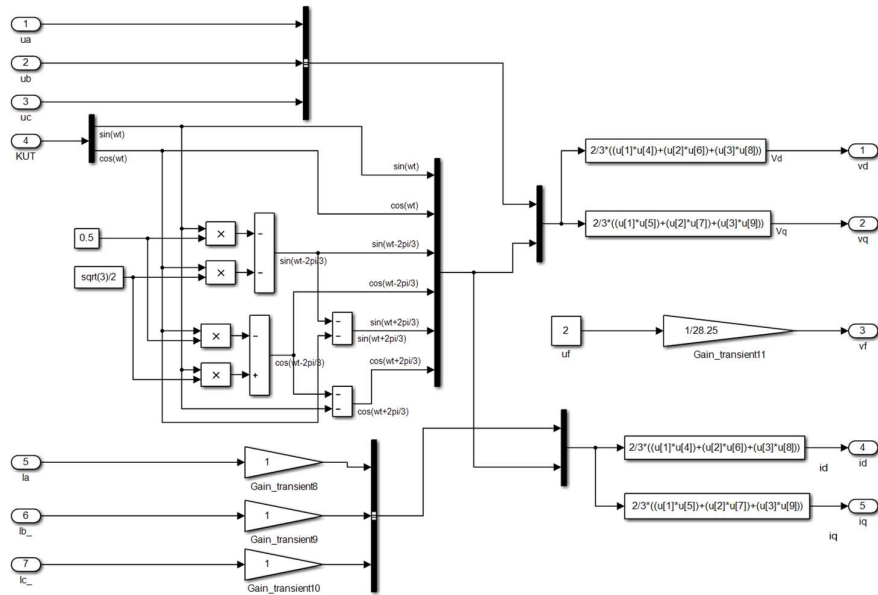 1
ua
2
ub
3
uc
4
KUT
sin(wt)
cos(wt)
sin(wt)
cos(wt)
sin(wt-2pi/3)
cos(wt-2pi/3)
sin(wt+2pi/3)
cos(wt+2pi/3)
0.5
sqrt(3)/2
×
×
×
×
−
−
sin(wt-2pi/3)
−
+
cos(wt-2pi/3)
−
−
sin(wt+2pi/3)
−
−
cos(wt+2pi/3)
2/3*((u[1]*u[4])+(u[2]*u[6])+(u[3]*u[8]))
Vd
1
vd
2/3*((u[1]*u[5])+(u[2]*u[7])+(u[3]*u[9]))
Vq
2
vq
2
uf
1/28.25
Gain_transient11
3
vf
5
Ia
1
Gain_transient8
6
Ib_
1
Gain_transient9
7
Ic_
1
Gain_transient10
2/3*((u[1]*u[4])+(u[2]*u[6])+(u[3]*u[8]))
id
4
id
2/3*((u[1]*u[5])+(u[2]*u[7])+(u[3]*u[9]))
iq
5
iq